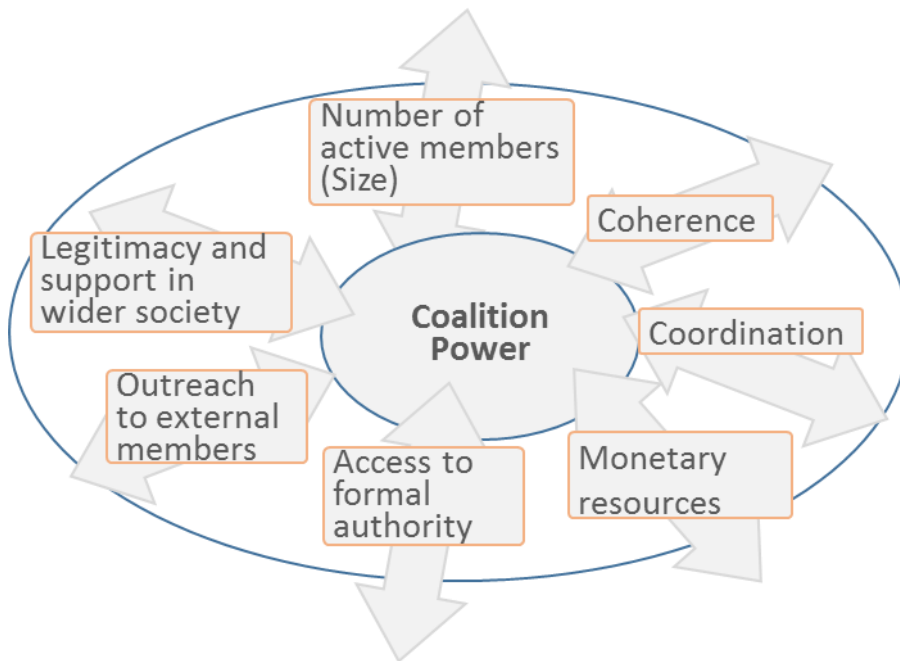 Number of
active members
(Size)
Coherence
Legitimacy and
support in
wider society
Coalition
Power
Coordination
Outreach
to external
members
Access to
formal
authority
Monetary
resources